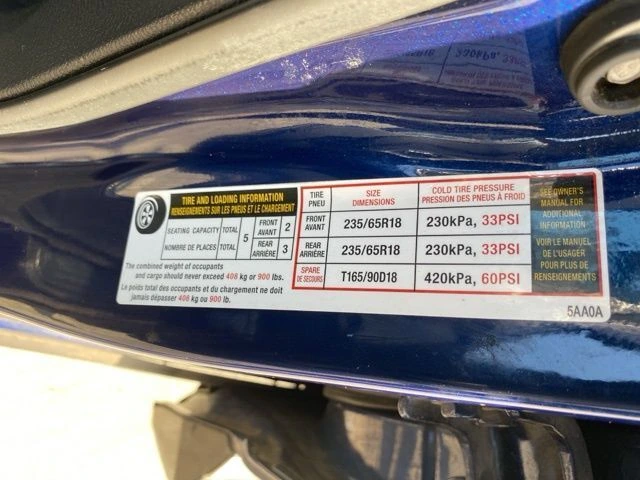 235/65R18 230kPa, 33PSI
TIRE AND LOADING INFORMATION
RENSEIGNEMENTS SUR LES PNEUS ET LE CHARGEMENT
SEATING CAPACITY TOTAL 5 FRONT AVANT 2
NOMBRE DE PLACES TOTAL REAR ARRIÈRE 3
The combined weight of occupants
and cargo should never exceed 408 kg or 900 lbs.
Le poids total des occupants et du chargement ne doit
jamais dépasser 408 kg ou 900 lb.
TIRE PNEU SIZE DIMENSIONS COLD TIRE PRESSURE PRESSION DES PNEUS À FROID
FRONT AVANT 235/65R18 230kPa, 33PSI
REAR ARRIÈRE 235/65R18 230kPa, 33PSI
SPARE DE SECOURS T165/90D18 420kPa, 60PSI
SEE OWNER'S
MANUAL FOR
ADDITIONAL
INFORMATION
VOIR LE MANUEL
DE L'USAGER
POUR PLUS DE
RENSEIGNEMENTS
5AA0A